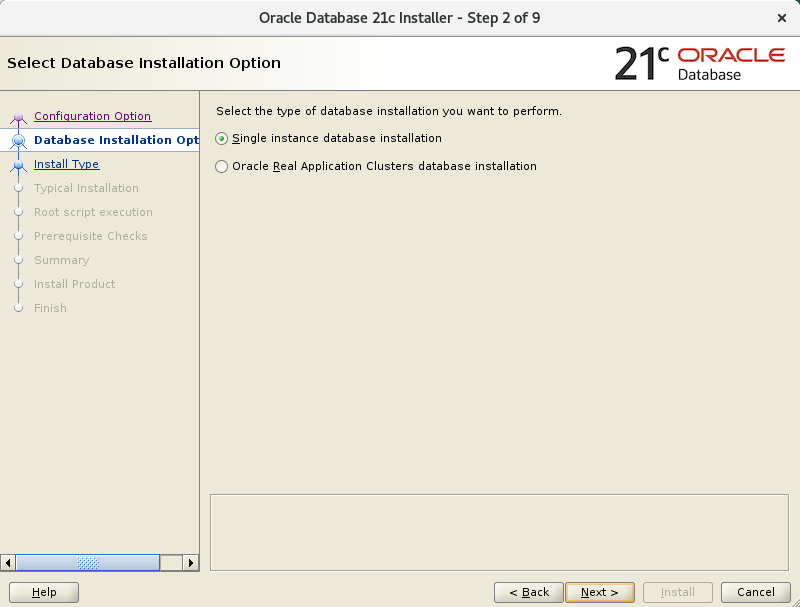 Oracle Database 21c Installer - Step 2 of 9
Select Database Installation Option
21c ORACLE
Database
Configuration Option
Database Installation Opt
Install Type
Typical Installation
Root script execution
Prerequisite Checks
Summary
Install Product
Finish
Select the type of database installation you want to perform.
Single instance database installation
Oracle Real Application Clusters database installation
Help
< Back
Next >
Install
Cancel